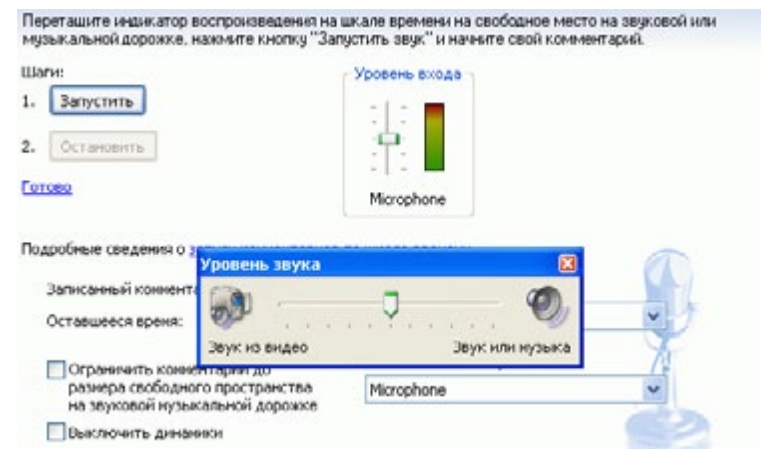 Перетащите индикатор воспроизведения на шкале времени на свободное место на звуковой или
музыкальной дорожке, нажмите кнопку "Запустить звук" и начните свой комментарий.
Шаги:
Уровень входа
1. Запустить
2. Остановить
Готово
Microphone
Подробные сведения о
Уровень звука
Записанный
Оставшееся время:
Звук из видео
Звук или музыка
Ограничить комментарий до
размера свободного пространства
на звуковой музыкальной дорожке
Microphone
Выключить динамики